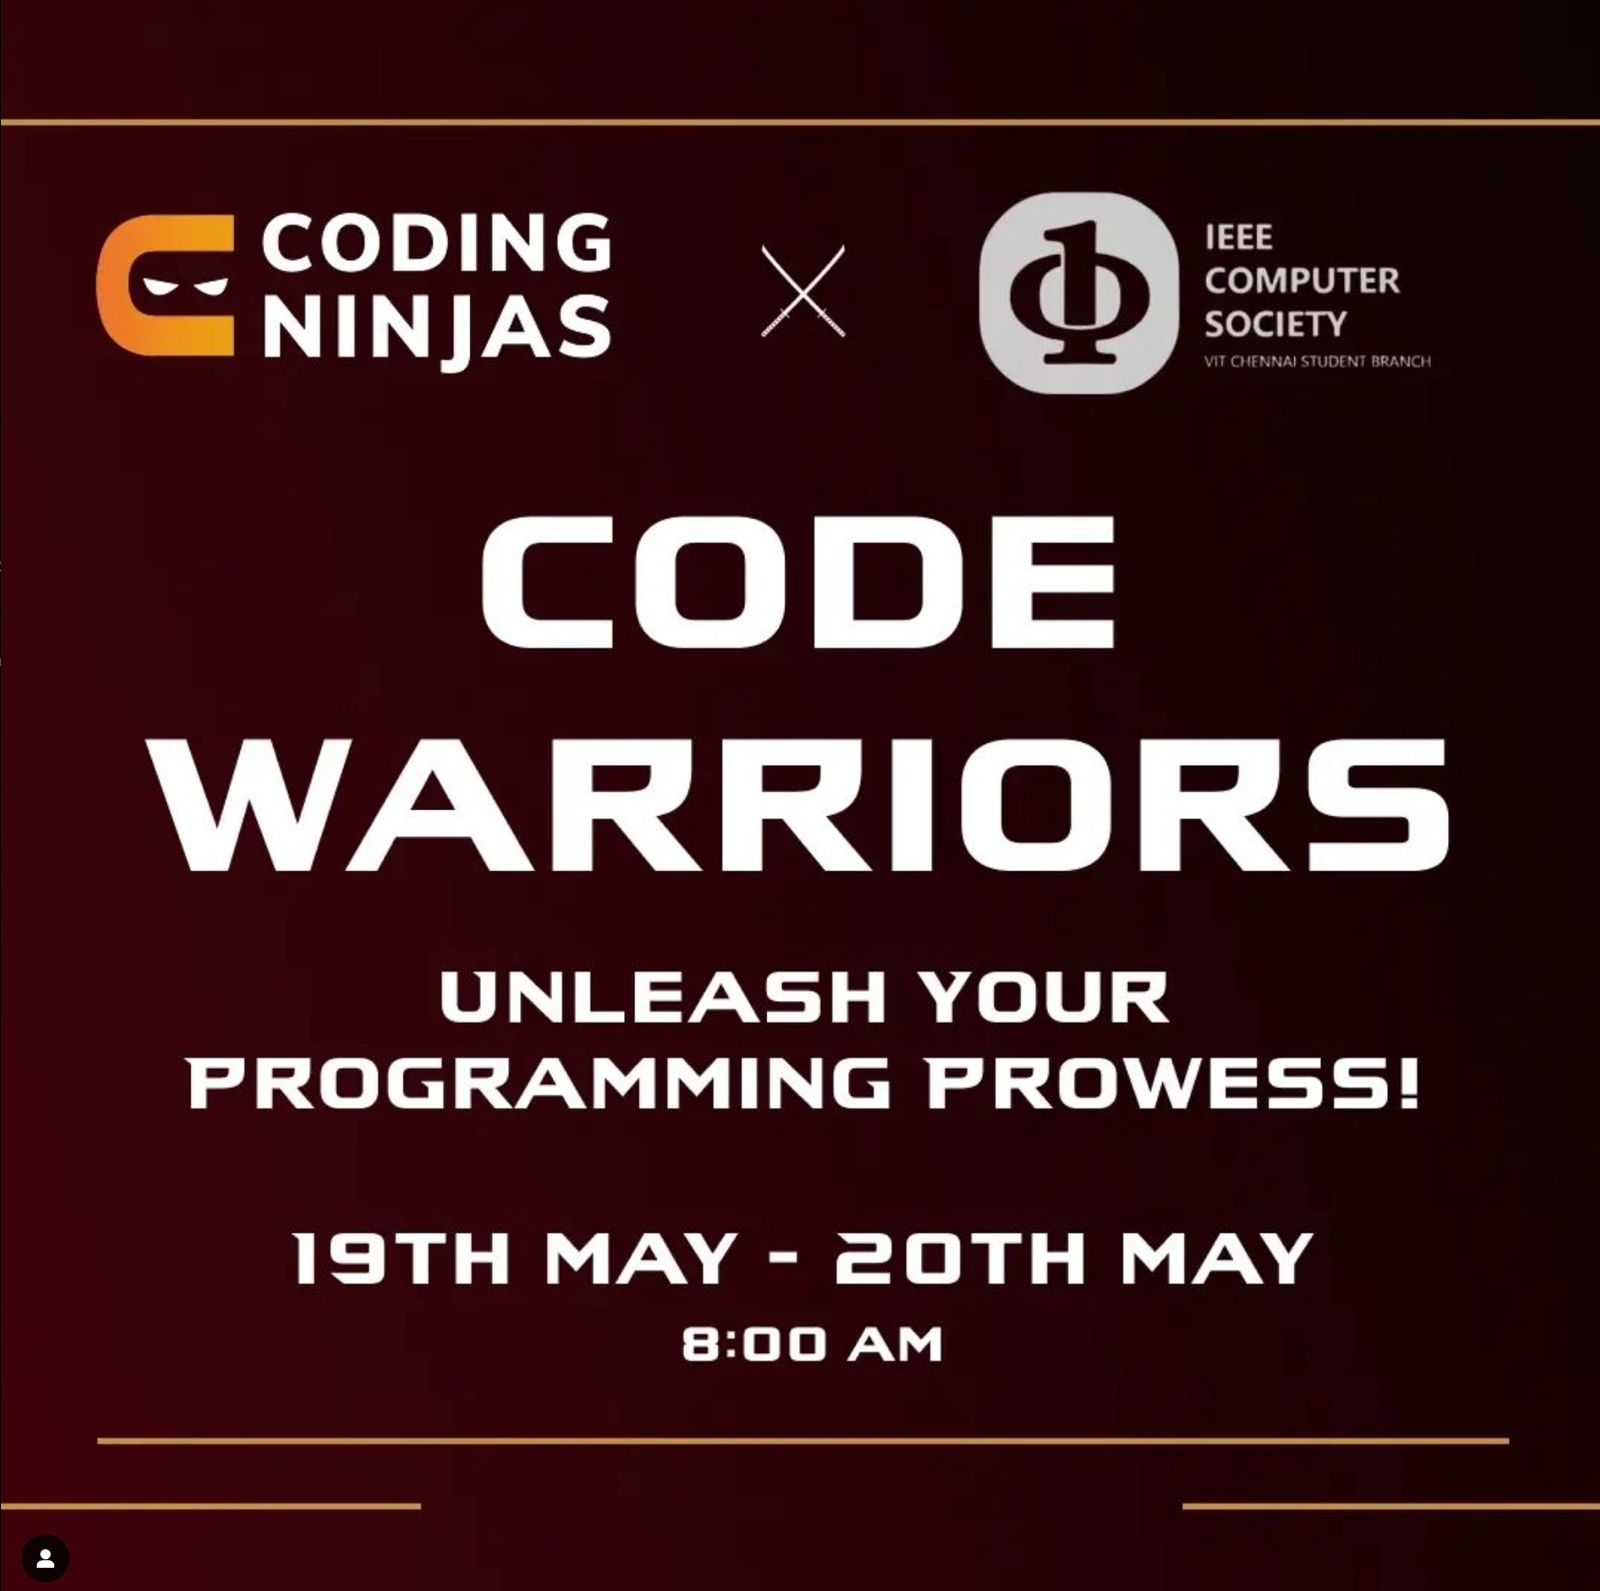 CODING
NINJAS
IEEE
COMPUTER
SOCIETY
VIT CHENNAI STUDENT BRANCH
CODE
WARRIORS
UNLEASH YOUR
PROGRAMMING PROWESS!
19TH MAY - 20TH MAY
8:00 AM